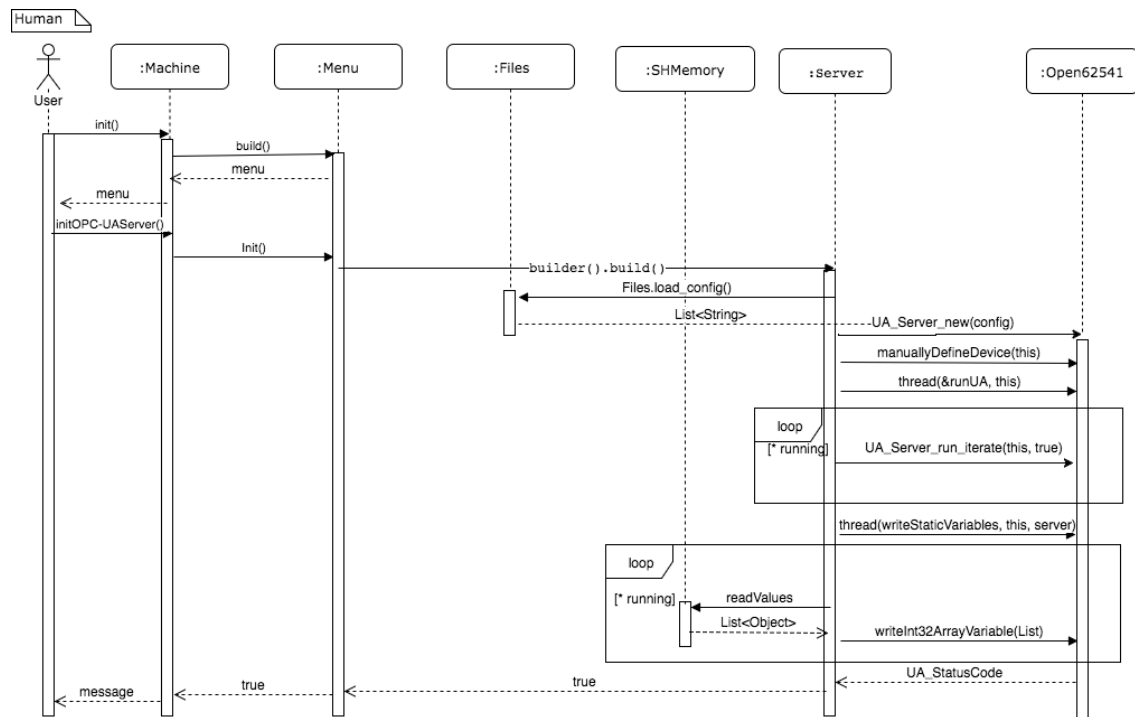 Human
User
:Machine
:Menu
:Files
:SHMemory
:Server
:Open62541
init()
build()
menu
menu
initOPC-UAServer()
Init()
builder().build()
Files.load_config()
List<String>
UA_Server_new(config)
manuallyDefineDevice(this)
thread(&runUA, this)
loop
[* running]
UA_Server_run_iterate(this, true)
thread(writeStaticVariables, this, server)
loop
[* running]
readValues
List<Object>
writeInt32ArrayVariable(List)
UA_StatusCode
true
true
message